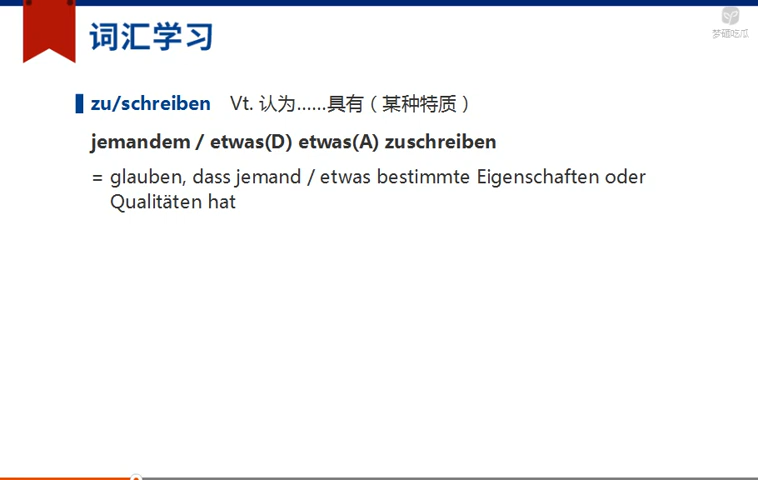 词汇学习
梦砸吃瓜
zu/schreiben Vt. 认为……具有（某种特质）
jemandem / etwas(D) etwas(A) zuschreiben
= glauben, dass jemand / etwas bestimmte Eigenschaften oder
Qualitäten hat